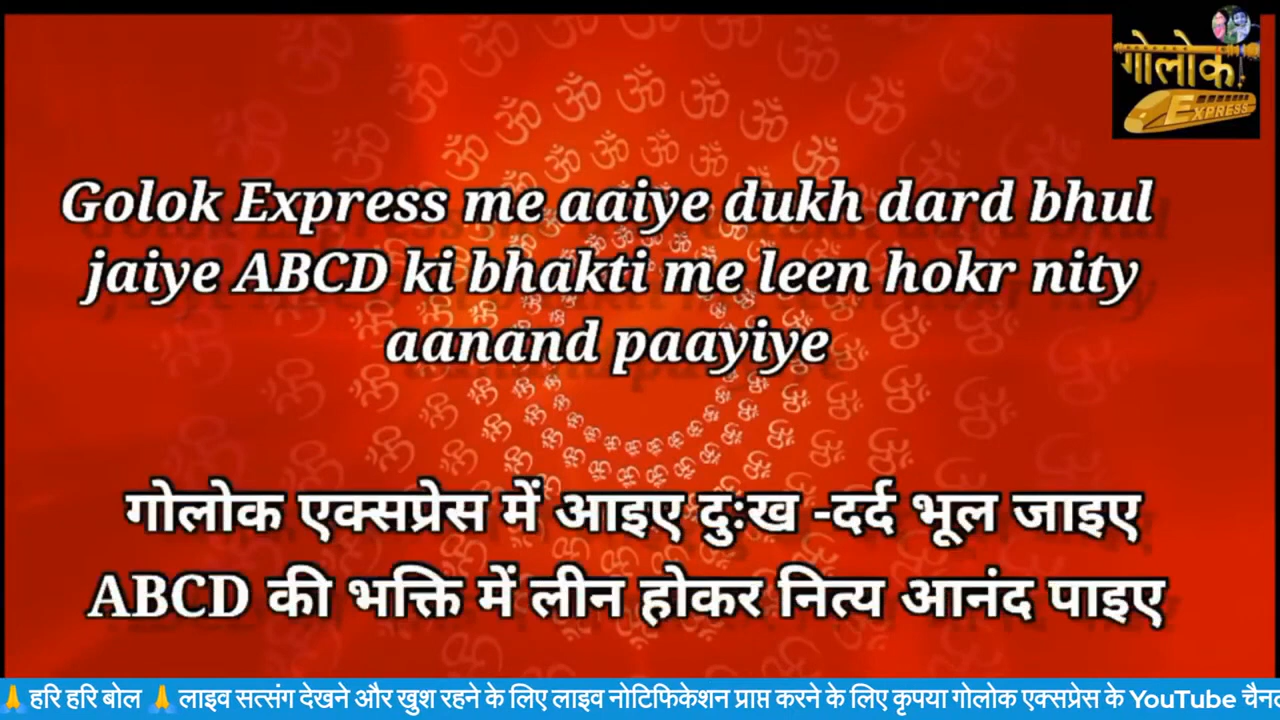 गोलोक
EXPRESS
Golok Express me aaiye dukh dard bhul
jaiye ABCD ki bhakti me leen hokr nity
aanand paayiye
गोलोक एक्सप्रेस में आइए दुःख -दर्द भूल जाइए
ABCD की भक्ति में लीन होकर नित्य आनंद पाइए
🙏 हरि हरि बोल 🙏 लाइव सत्संग देखने और खुश रहने के लिए लाइव नोटिफिकेशन प्राप्त करने के लिए कृपया गोलोक एक्सप्रेस के YouTube